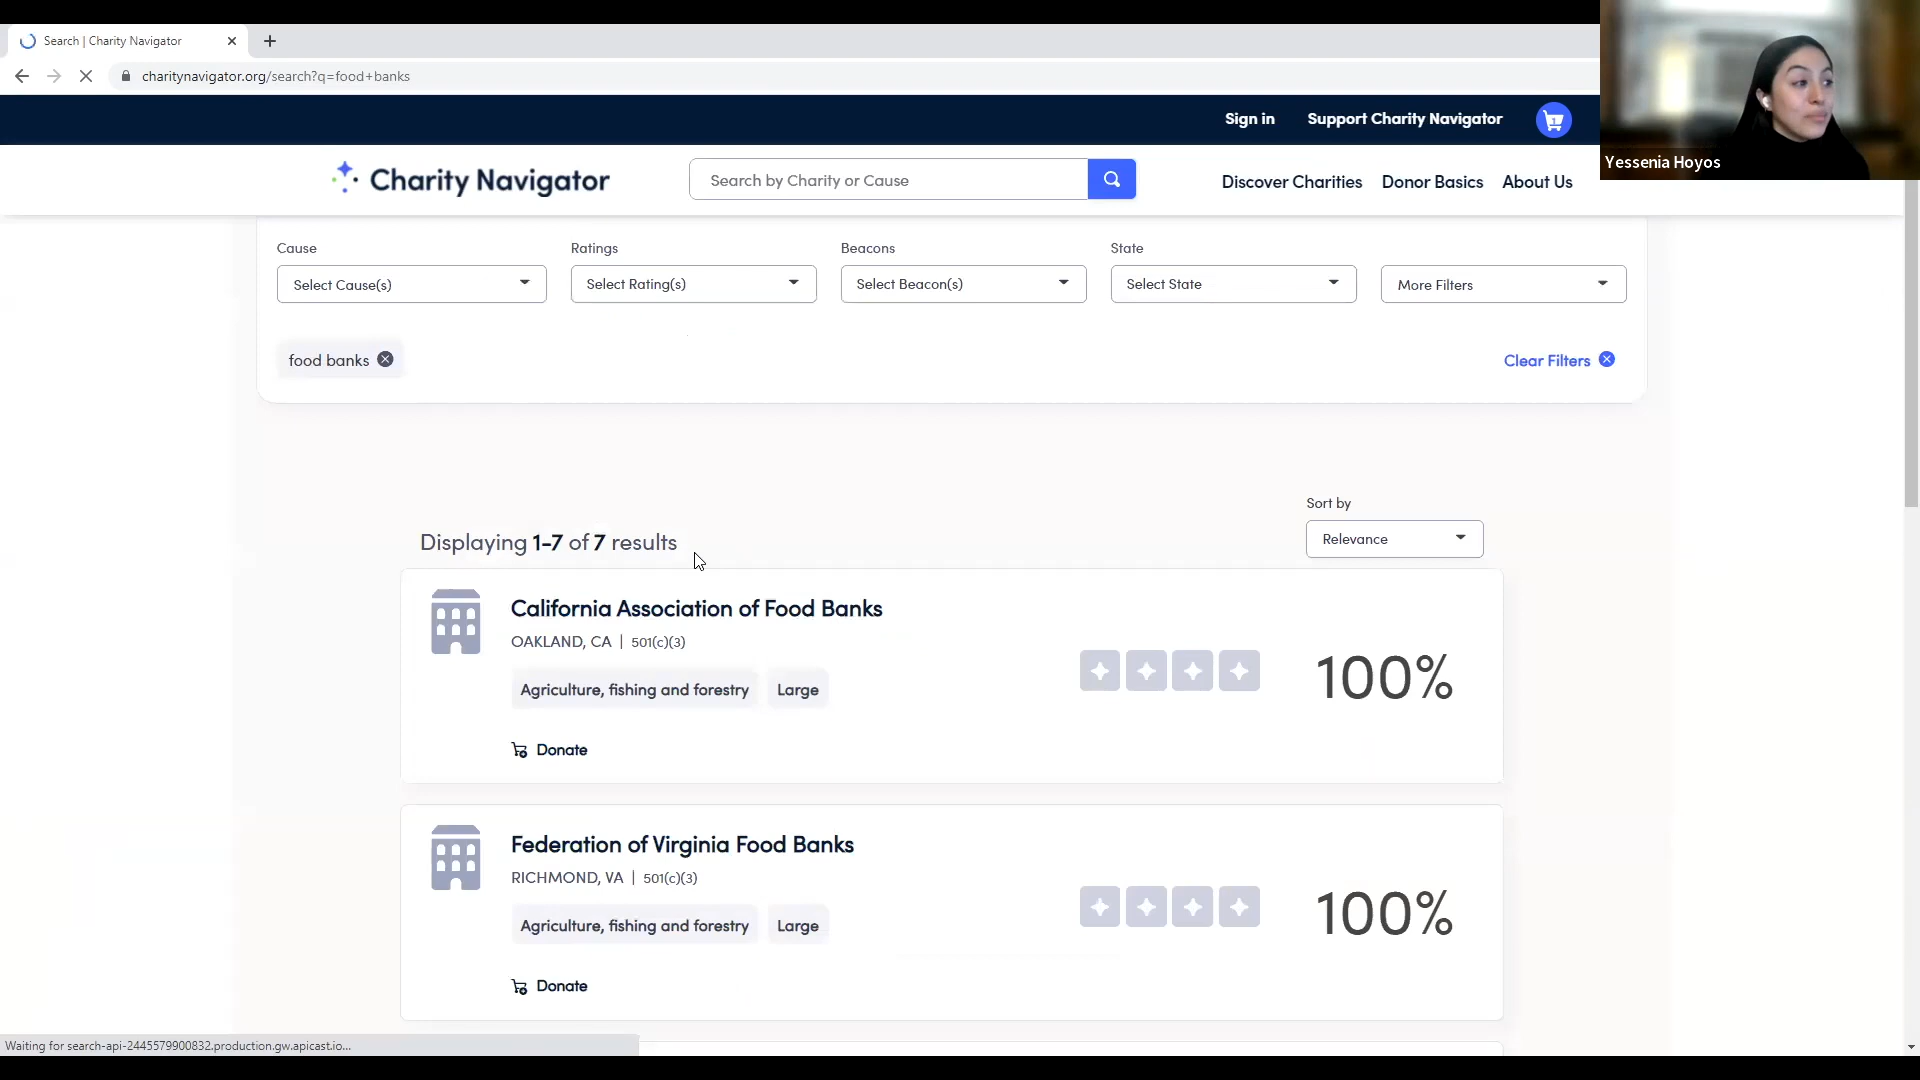 Search | Charity Navigator
charitynavigator.org/search?q=food+banks
Sign in
Support Charity Navigator
1
Charity Navigator
Search by Charity or Cause
Discover Charities
Donor Basics
About Us
Yessenia Hoyos
Cause
Ratings
Beacons
State
Select Cause(s)
Select Rating(s)
Select Beacon(s)
Select State
More Filters
food banks
Clear Filters
Sort by
Relevance
Displaying 1-7 of 7 results
California Association of Food Banks
OAKLAND, CA | 501(c)(3)
Agriculture, fishing and forestry
Large
100%
Donate
Federation of Virginia Food Banks
RICHMOND, VA | 501(c)(3)
Agriculture, fishing and forestry
Large
100%
Donate
Waiting for search-api-2445579900832.production.gw.apicast.io...